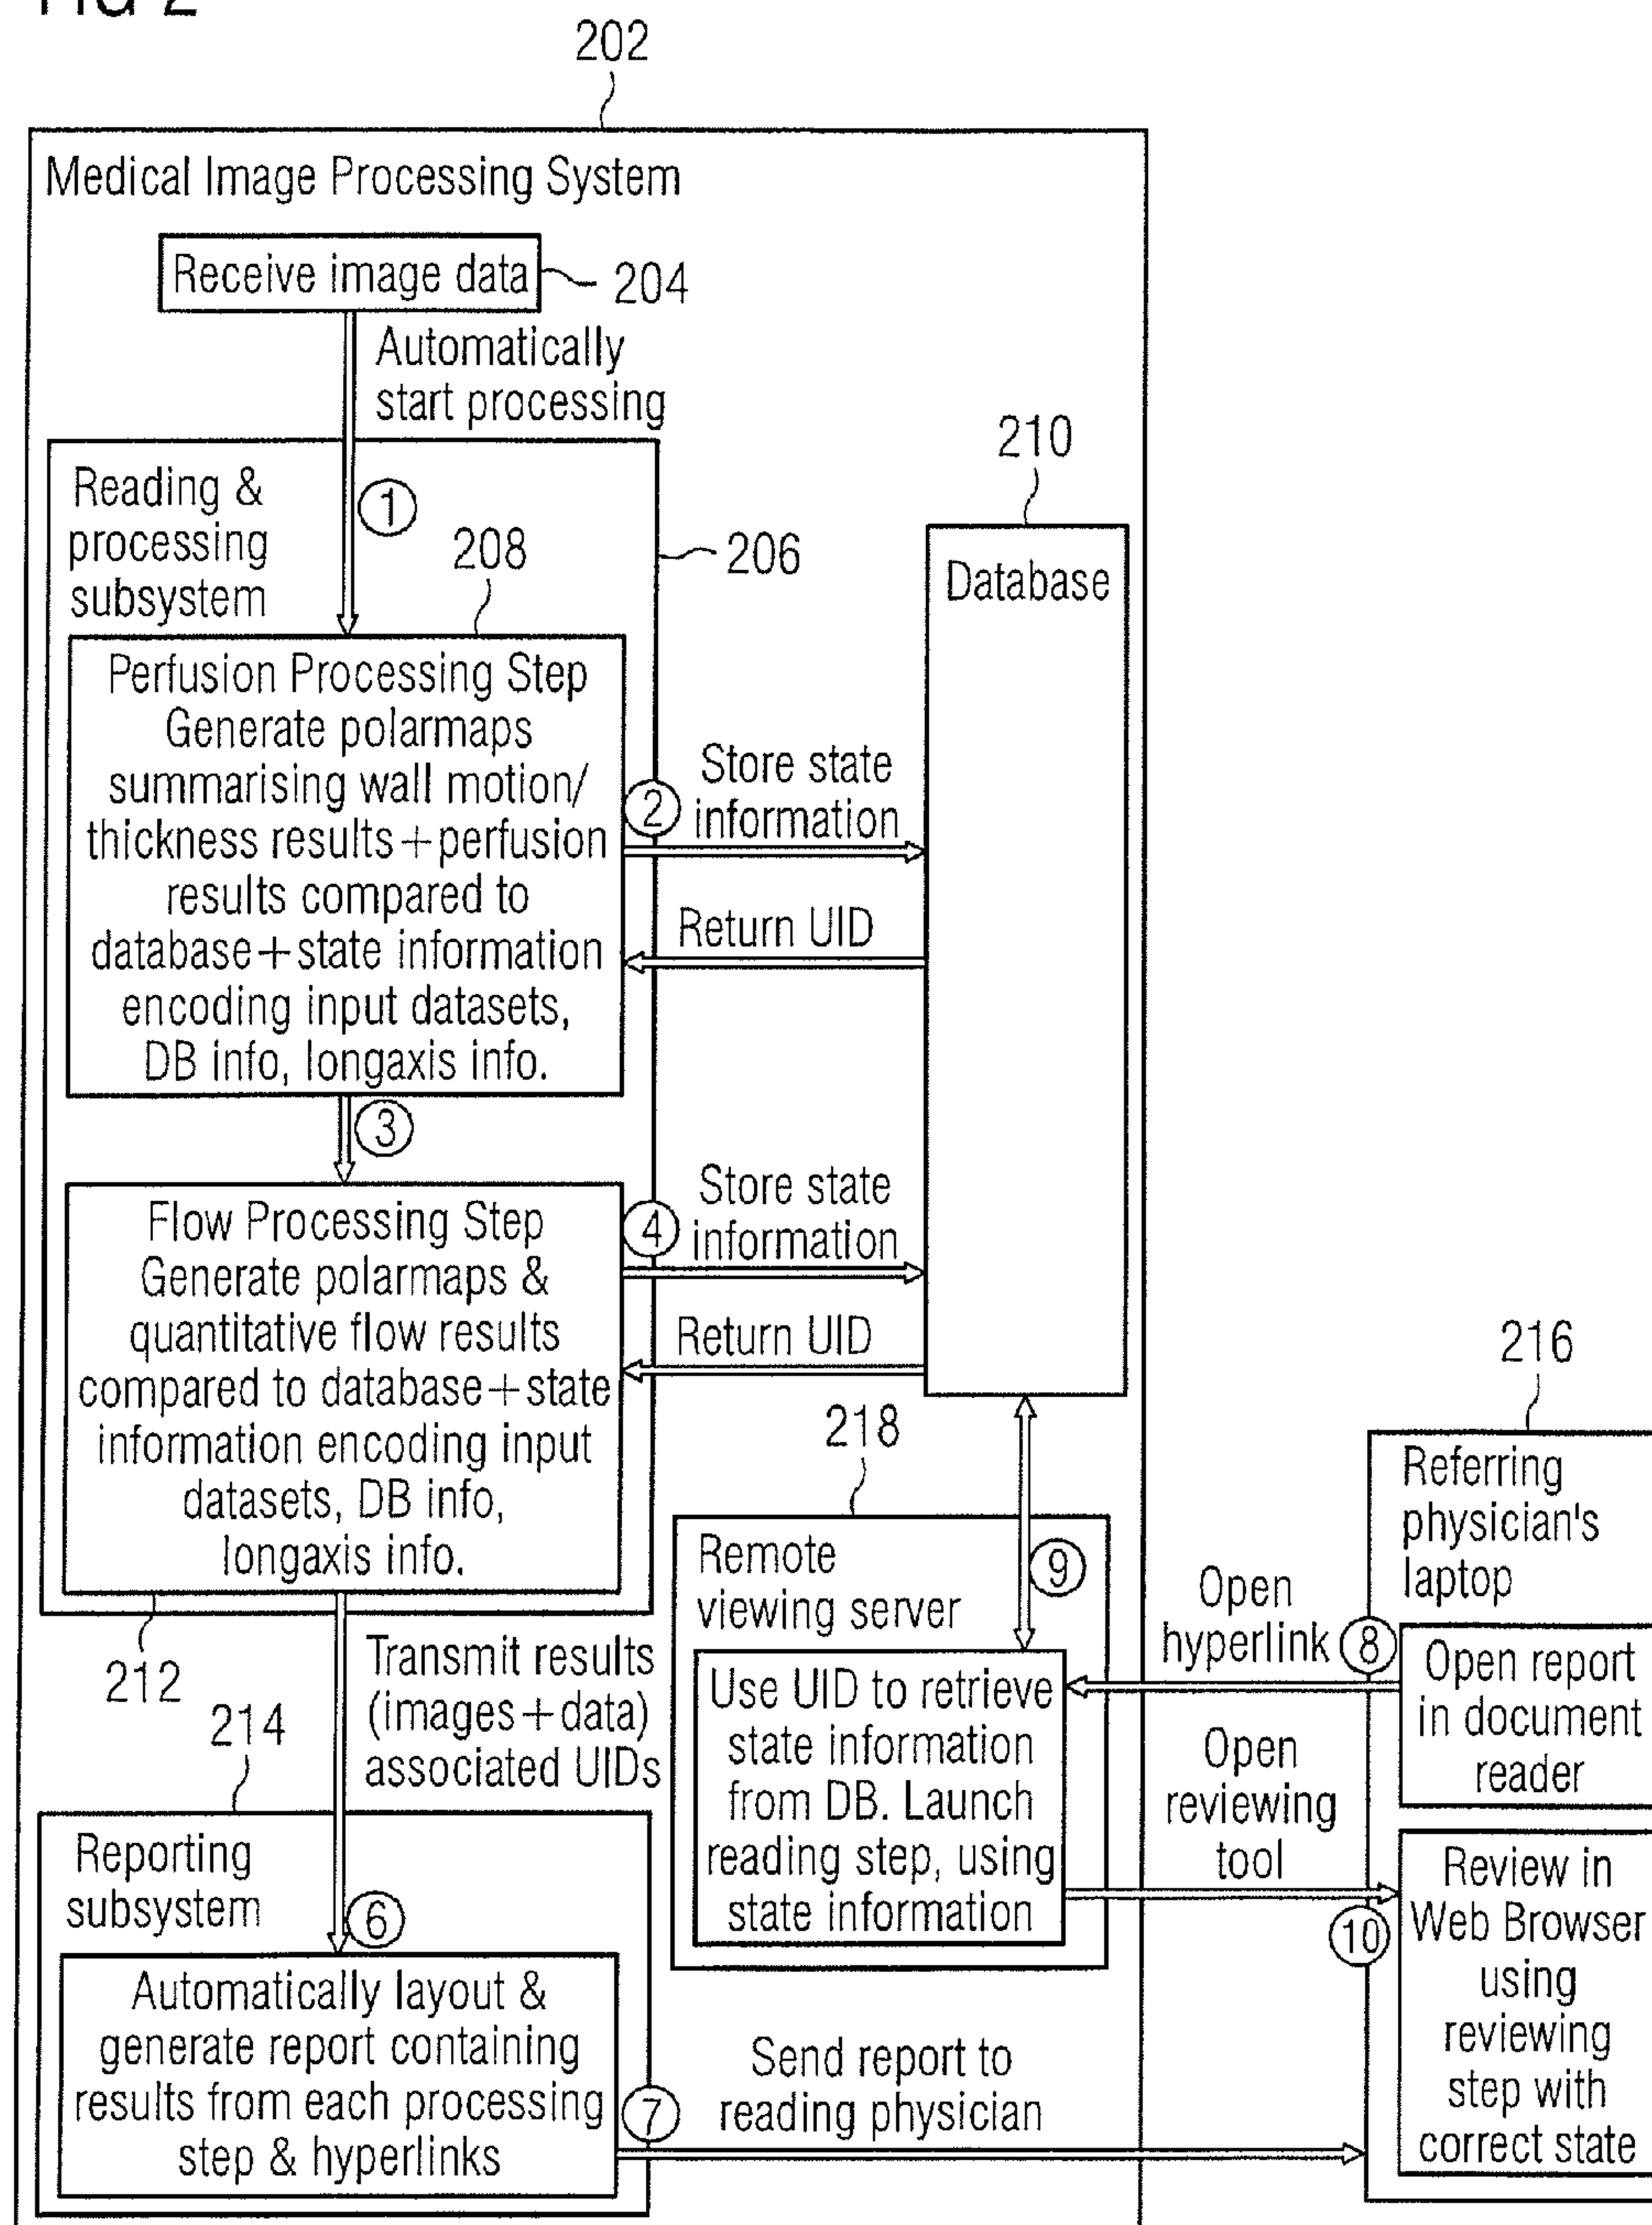 FIG 2
202
Medical Image Processing System
Receive image data
204
Automatically
start processing
Reading &
processing
subsystem
1
206
208
210
Database
Perfusion Processing Step
Generate polarmaps
summarising wall motion/
thickness results+perfusion
results compared to
database+state information
encoding input datasets,
DB info, longaxis info.
2
Store state
information
Return UID
3
Flow Processing Step
Generate polarmaps &
quantitative flow results
compared to database+state
information encoding input
datasets, DB info,
longaxis info.
4
Store state
information
Return UID
212
Transmit results
(images+data)
associated UIDs
214
Reporting
subsystem
6
Automatically layout &
generate report containing
results from each processing
step & hyperlinks
7
Send report to
reading physician
218
Remote
viewing server
9
Use UID to retrieve
state information
from DB. Launch
reading step, using
state information
Open
hyperlink
8
Open
reviewing
tool
10
216
Referring
physician's
laptop
Open report
in document
reader
Review in
Web Browser
using
reviewing
step with
correct state